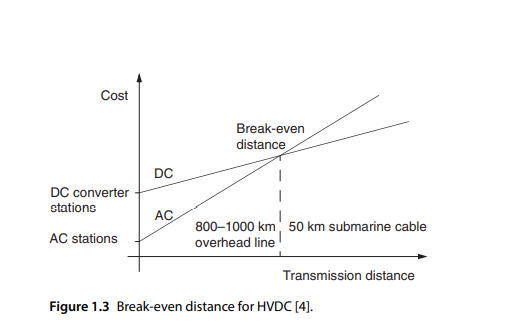 Cost
Break-even
distance
DC
DC converter
stations
AC
800–1000 km
overhead line
50 km submarine cable
AC stations
Transmission distance
Figure 1.3 Break-even distance for HVDC [4].